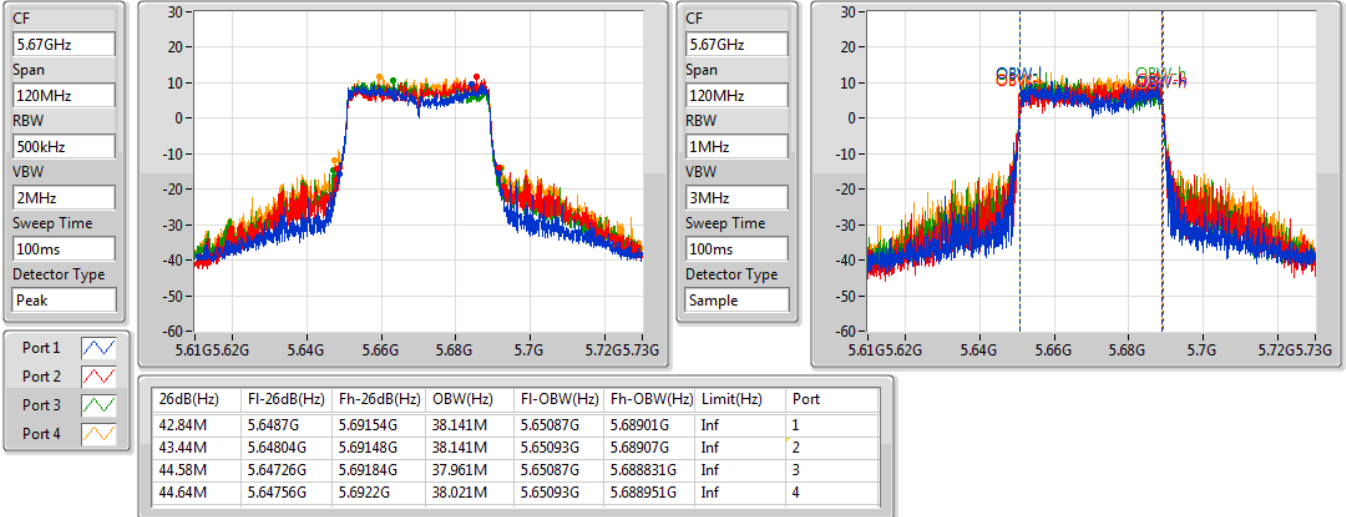 CF
5.67GHz
Span
120MHz
RBW
500kHz
VBW
2MHz
Sweep Time
100ms
Detector Type
Peak
30
20
10
0
-10
-20
-30
-40
-50
-60
5.61G 5.62G 5.64G 5.66G 5.68G 5.7G 5.72G 5.73G
CF
5.67GHz
Span
120MHz
RBW
1MHz
VBW
3MHz
Sweep Time
100ms
Detector Type
Sample
30
20
10
0
-10
-20
-30
-40
-50
-60
OBW-l OBW-h
5.61G 5.62G 5.64G 5.66G 5.68G 5.7G 5.72G 5.73G
Port 1
Port 2
Port 3
Port 4
26dB(Hz) Fl-26dB(Hz) Fh-26dB(Hz) OBW(Hz) Fl-OBW(Hz) Fh-OBW(Hz) Limit(Hz) Port
42.84M 5.6487G 5.69154G 38.141M 5.65087G 5.68901G Inf 1
43.44M 5.64804G 5.69148G 38.141M 5.65093G 5.68907G Inf 2
44.58M 5.64726G 5.69184G 37.961M 5.65087G 5.688831G Inf 3
44.64M 5.64756G 5.6922G 38.021M 5.65093G 5.688951G Inf 4